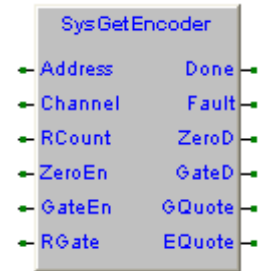 SysGetEncoder
Address Done
Channel Fault
RCount ZeroD
ZeroEn GateD
GateEn GQuote
RGate EQuote